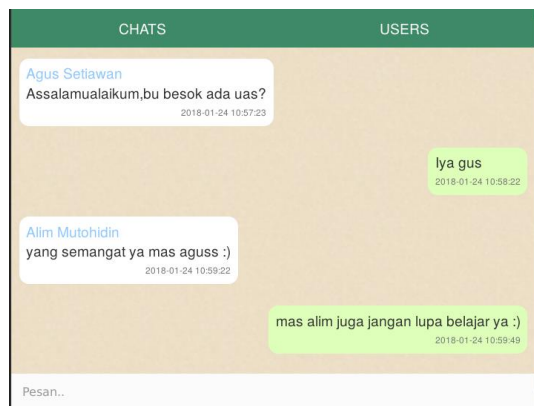 CHATS USERS
Agus Setiawan
Assalamualaikum,bu besok ada uas?
2018-01-24 10:57:23
Iya gus
2018-01-24 10:58:22
Alim Mutohidin
yang semangat ya mas aguss :)
2018-01-24 10:59:22
mas alim juga jangan lupa belajar ya :)
2018-01-24 10:59:49
Pesan..